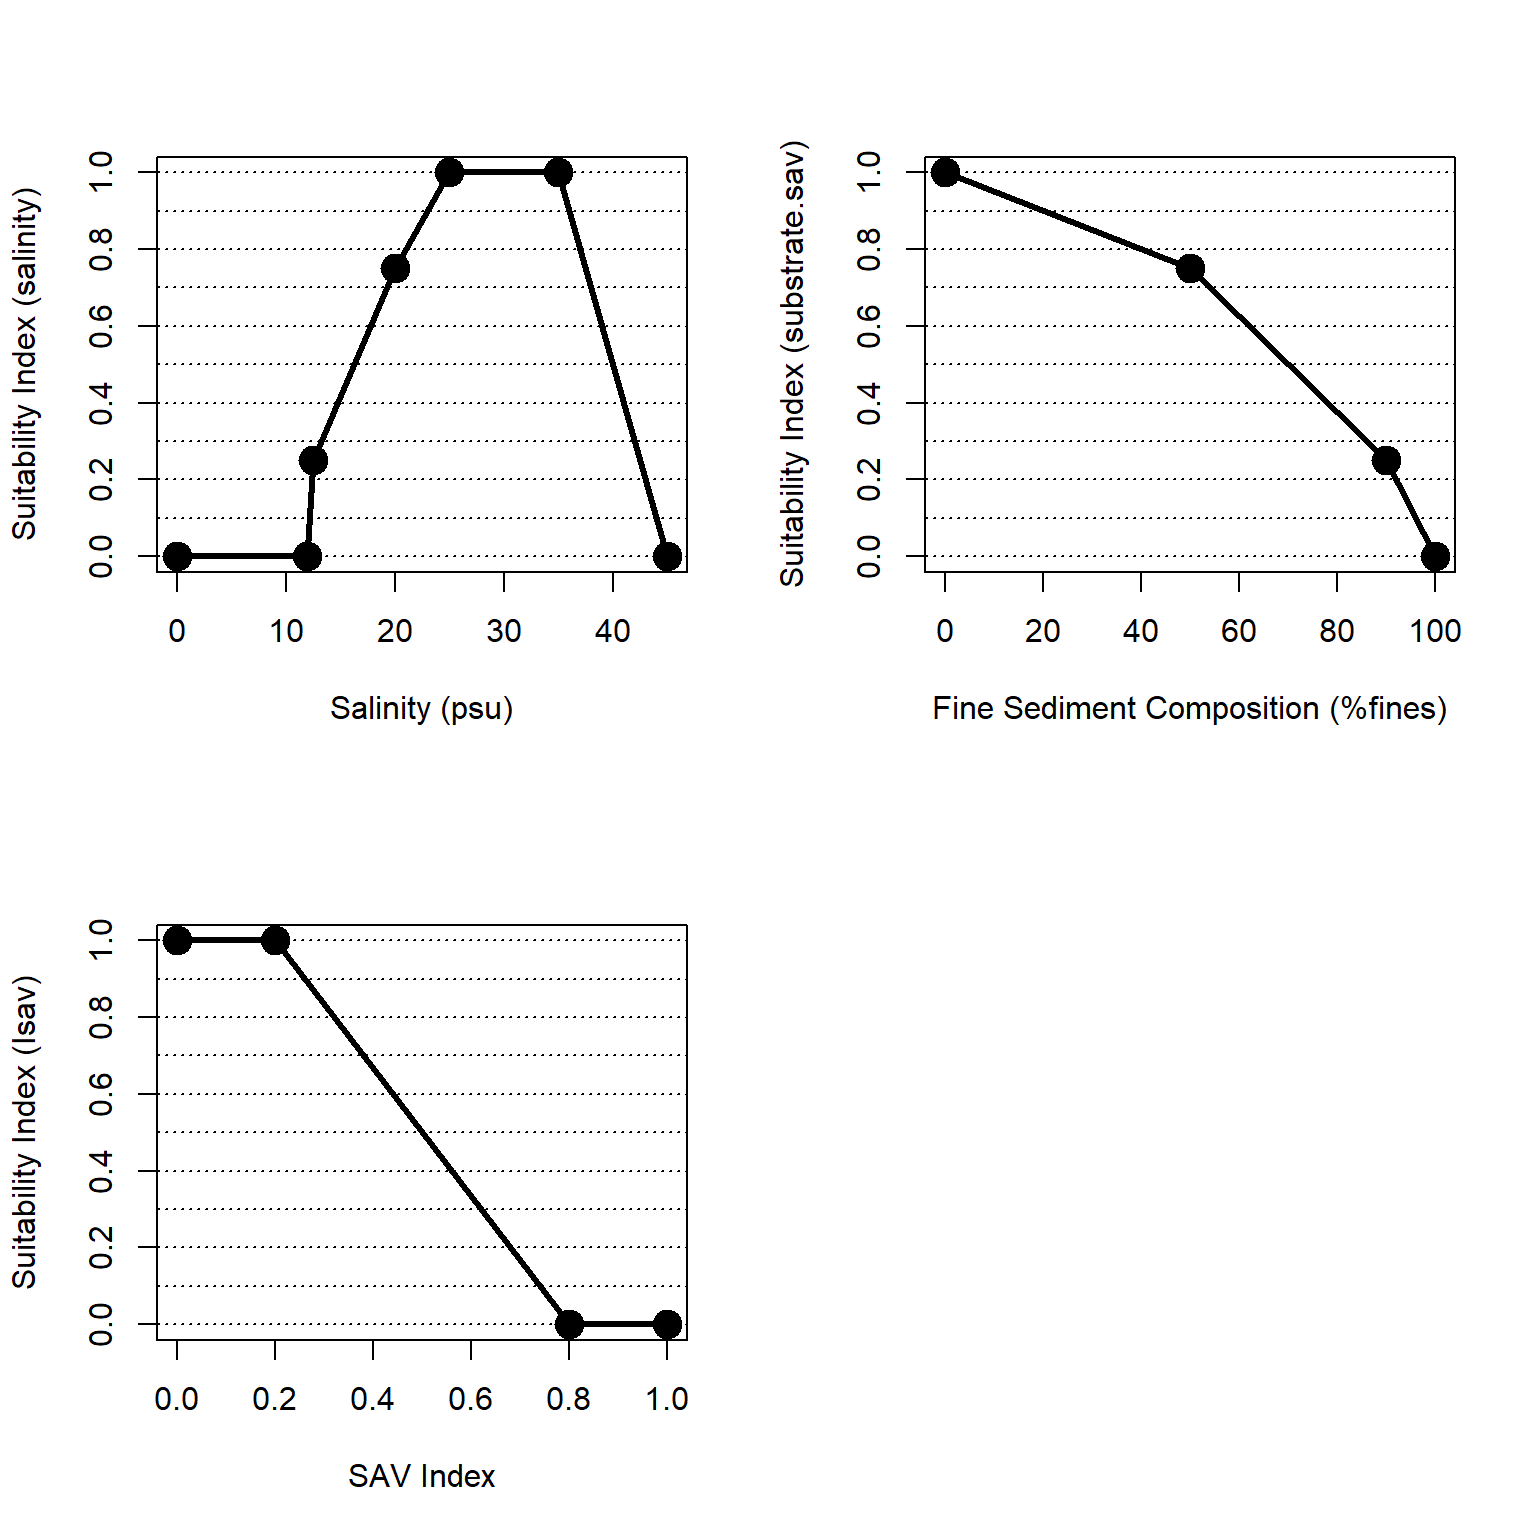 Suitability Index (salinity)
0.0 0.2 0.4 0.6 0.8 1.0
0 10 20 30 40
Salinity (psu)
Suitability Index (substrate.sav)
0.0 0.2 0.4 0.6 0.8 1.0
0 20 40 60 80 100
Fine Sediment Composition (%fines)
Suitability Index (Isav)
0.0 0.2 0.4 0.6 0.8 1.0
0.0 0.2 0.4 0.6 0.8 1.0
SAV Index